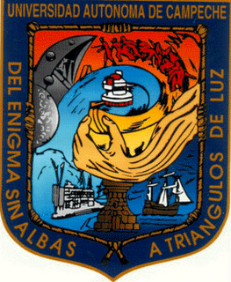 UNIVERSIDAD AUTONOMA DE CAMPECHE
DEL ENIGMA SIN ALBAS
A TRIANGULOS DE LUZ